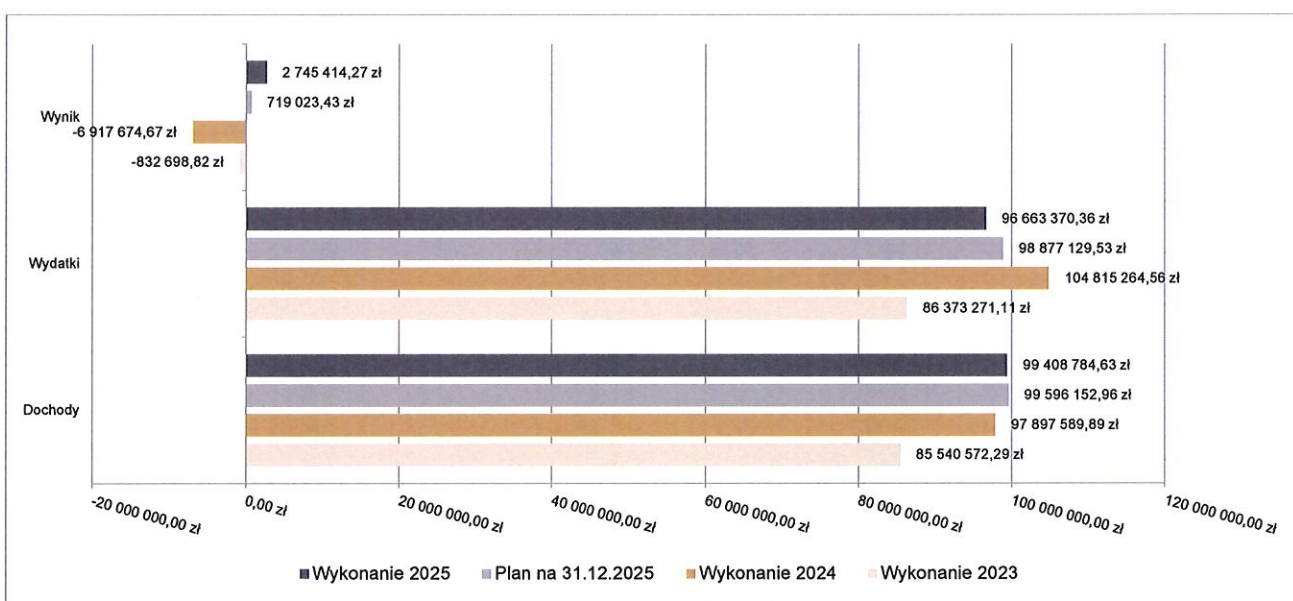 2 745 414,27 zł
719 023,43 zł
Wynik
-6 917 674,67 zł
-832 698,82 zł
96 663 370,36 zł
98 877 129,53 zł
Wydatki
104 815 264,56 zł
86 373 271,11 zł
99 408 784,63 zł
99 596 152,96 zł
Dochody
97 897 589,89 zł
85 540 572,29 zł
-20 000 000,00 zł
0,00 zł
20 000 000,00 zł
40 000 000,00 zł
60 000 000,00 zł
80 000 000,00 zł
100 000 000,00 zł
120 000 000,00 zł
Wykonanie 2025 Plan na 31.12.2025 Wykonanie 2024 Wykonanie 2023